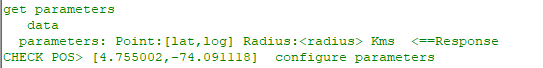 get parameters
data
parameters: Point:[lat,log] Radius:<radius> Kms <==Response
CHECK POS> [4.755002,-74.091118] configure parameters